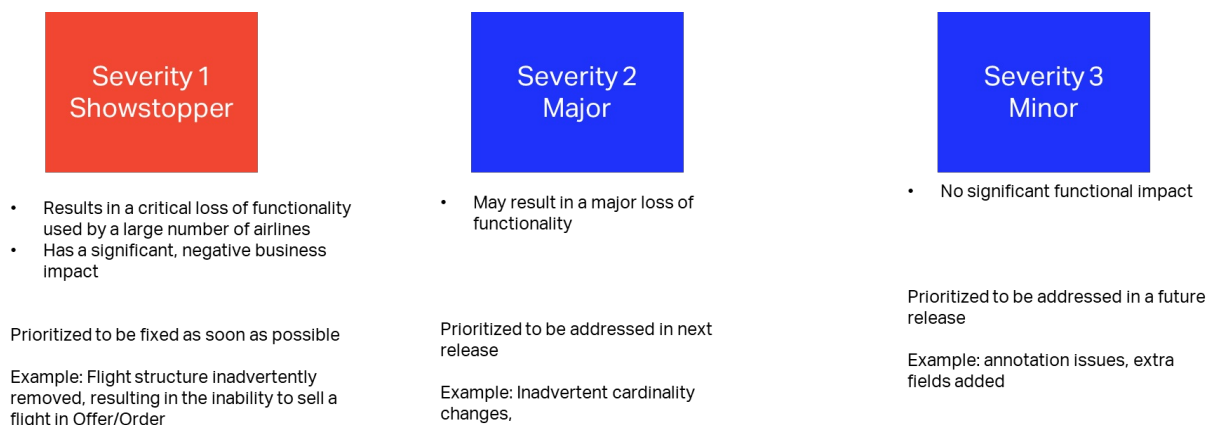 Severity 1
Showstopper
• Results in a critical loss of functionality
used by a large number of airlines
• Has a significant, negative business
impact
Prioritized to be fixed as soon as possible
Example: Flight structure inadvertently
removed, resulting in the inability to sell a
flight in Offer/Order
Severity 2
Major
• May result in a major loss of
functionality
Prioritized to be addressed in next
release
Example: Inadvertent cardinality
changes,
Severity 3
Minor
• No significant functional impact
Prioritized to be addressed in a future
release
Example: annotation issues, extra
fields added